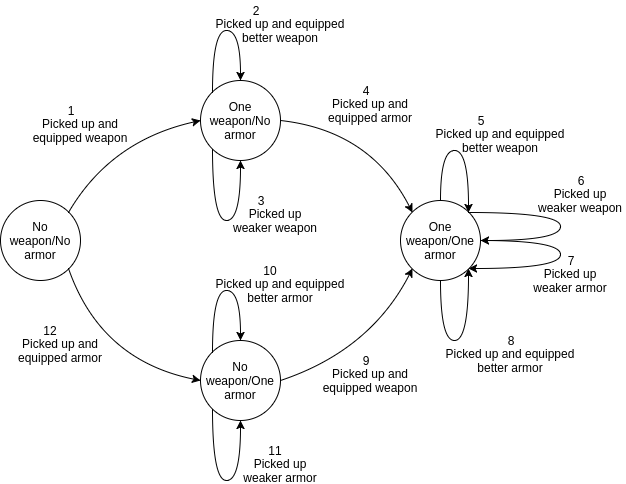 2
Picked up and equipped
better weapon
1
Picked up and
equipped weapon
One
weapon/No
armor
4
Picked up and
equipped armor
3
Picked up
weaker weapon
5
Picked up and equipped
better weapon
6
Picked up
weaker weapon
No
weapon/No
armor
One
weapon/One
armor
7
Picked up
weaker armor
10
Picked up and equipped
better armor
12
Picked up and
equipped armor
No
weapon/One
armor
9
Picked up and
equipped weapon
8
Picked up and equipped
better armor
11
Picked up
weaker armor